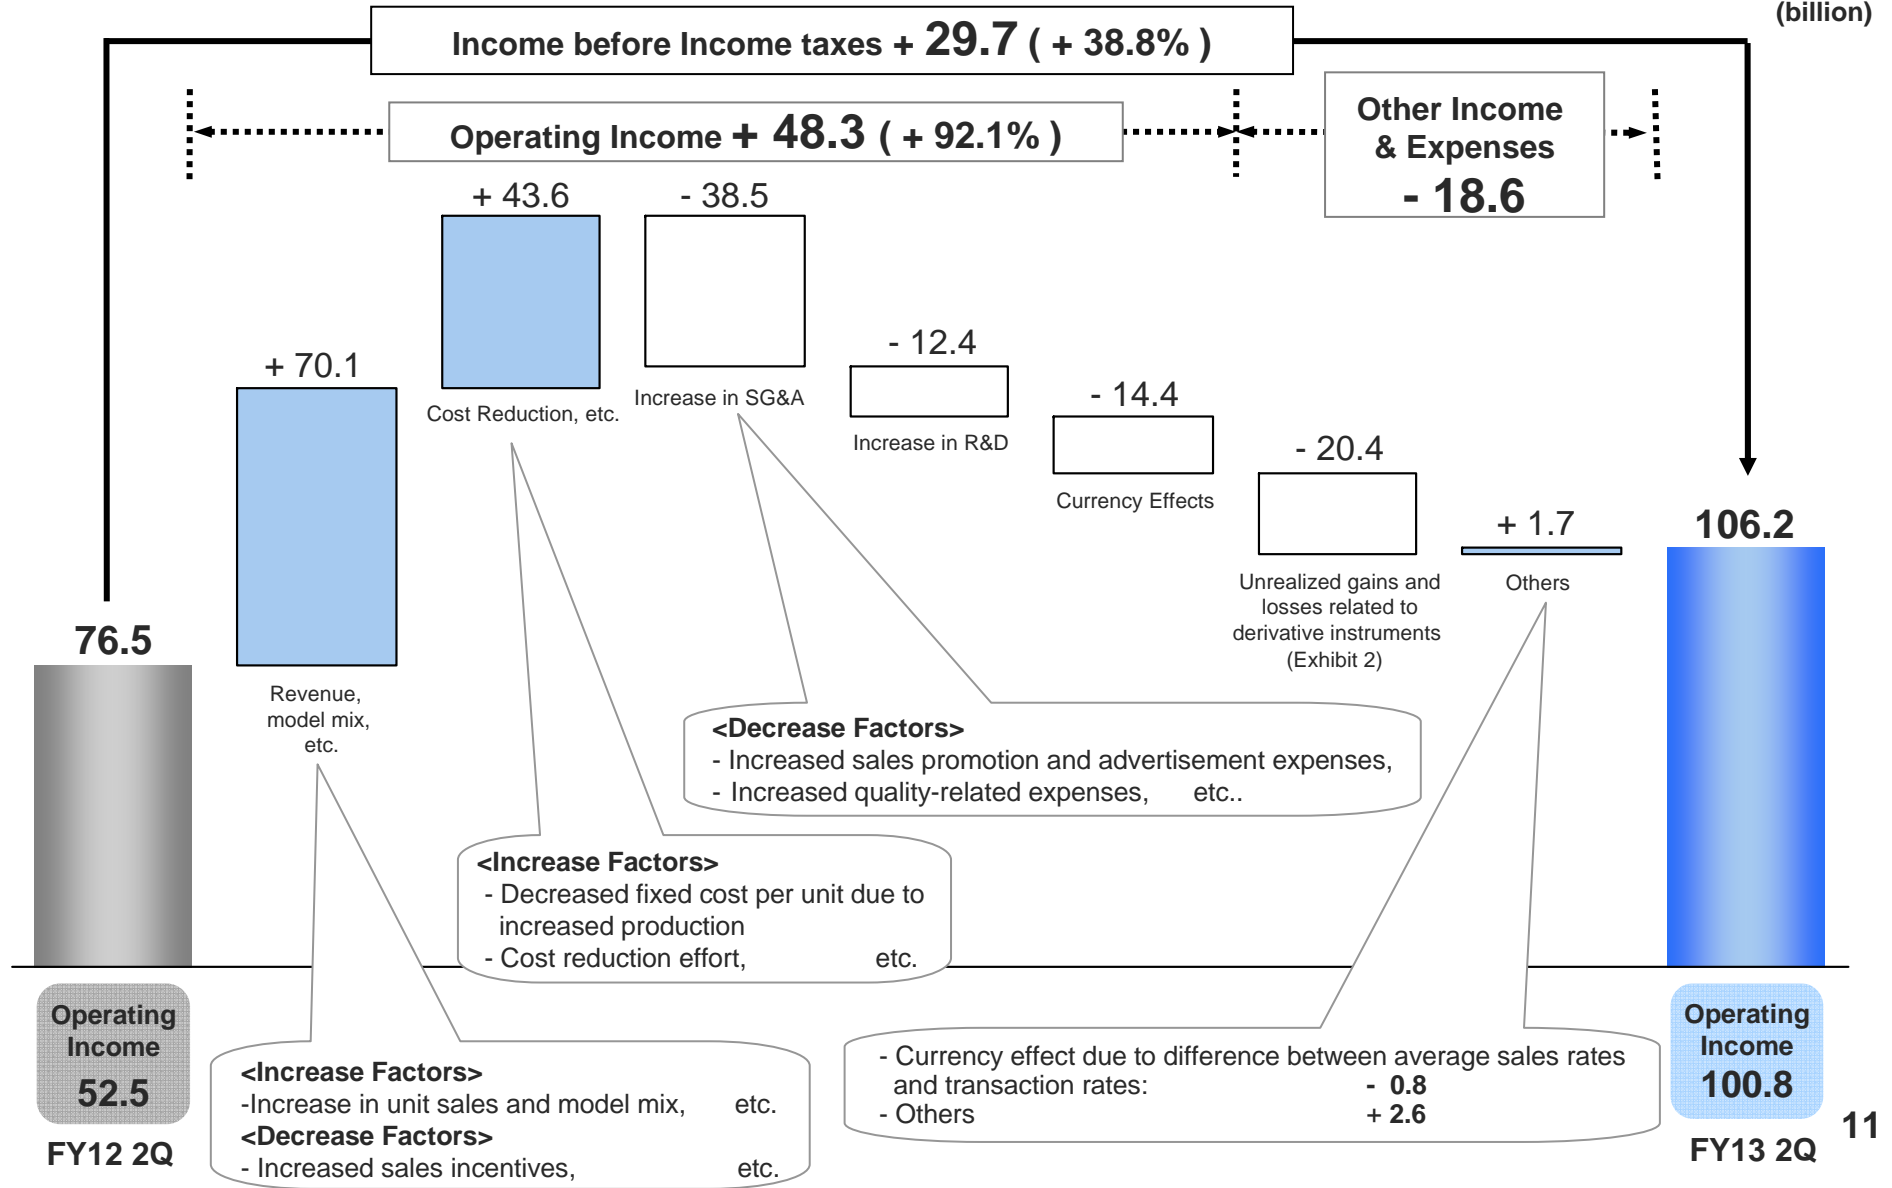 (billion)
Income before Income taxes + 29.7 ( + 38.8% )
Operating Income + 48.3 ( + 92.1% )
Other Income
& Expenses
- 18.6
+ 43.6
- 38.5
+ 70.1
- 12.4
- 14.4
- 20.4
+ 1.7
76.5
106.2
Revenue,
model mix,
etc.
Cost Reduction, etc.
Increase in SG&A
Increase in R&D
Currency Effects
Unrealized gains and
losses related to
derivative instruments
(Exhibit 2)
Others
<Decrease Factors>
- Increased sales promotion and advertisement expenses,
- Increased quality-related expenses, etc..
<Increase Factors>
- Decreased fixed cost per unit due to
increased production
- Cost reduction effort, etc.
<Increase Factors>
-Increase in unit sales and model mix, etc.
<Decrease Factors>
- Increased sales incentives, etc.
- Currency effect due to difference between average sales rates
and transaction rates: - 0.8
- Others + 2.6
Operating
Income
52.5
FY12 2Q
Operating
Income
100.8
FY13 2Q
11